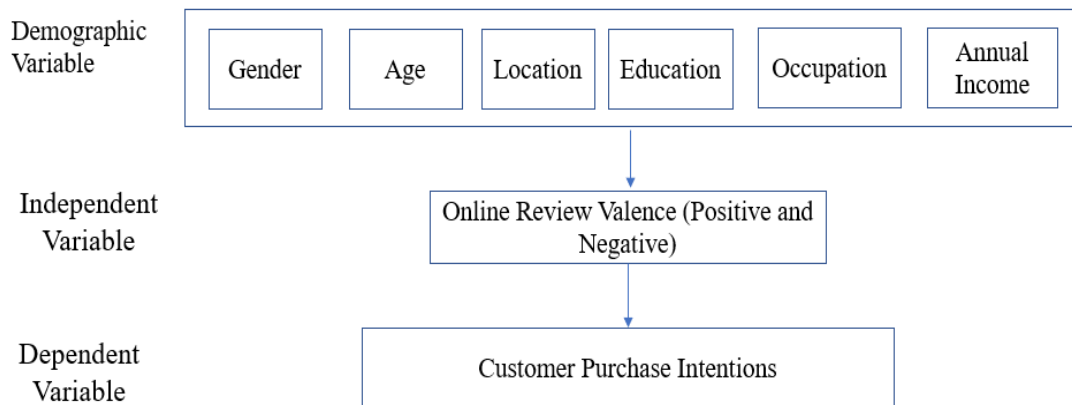 Demographic
Variable
Gender
Age
Location
Education
Occupation
Annual
Income
Independent
Variable
Online Review Valence (Positive and
Negative)
Dependent
Variable
Customer Purchase Intentions